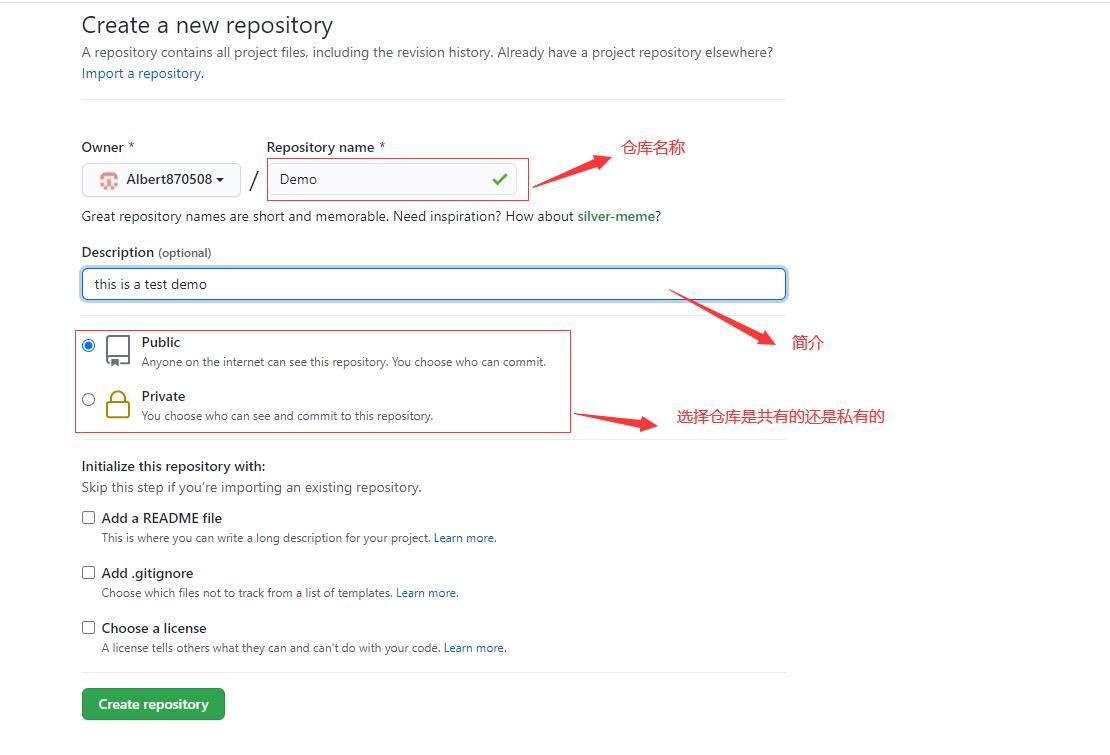 Create a new repository
A repository contains all project files, including the revision history. Already have a project repository elsewhere?
Import a repository.
Owner *
Repository name *
仓库名称
Albert870508
/
Demo
Great repository names are short and memorable. Need inspiration? How about silver-meme?
Description (optional)
this is a test demo
简介
Public
Anyone on the internet can see this repository. You choose who can commit.
Private
You choose who can see and commit to this repository.
选择仓库是共有的还是私有的
Initialize this repository with:
Skip this step if you're importing an existing repository.
Add a README file
This is where you can write a long description for your project. Learn more.
Add .gitignore
Choose which files not to track from a list of templates. Learn more.
Choose a license
A license tells others what they can and can't do with your code. Learn more.
Create repository